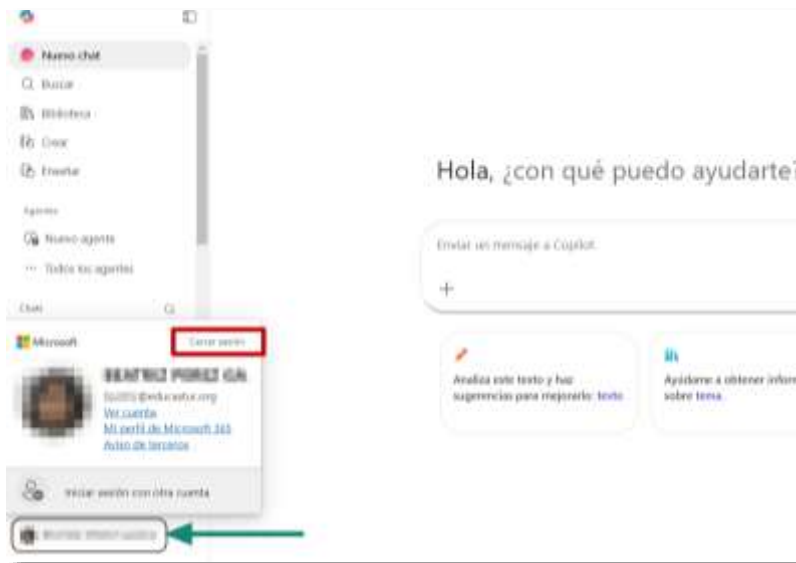 Nuevo chat
Buscar
Biblioteca
Crear
Enseñar
Agentes
Nuevo agente
Todos los agentes
Chats
Microsoft
Cerrar sesión
@educastur.org
Ver cuenta
Mi perfil de Microsoft 365
Aviso de terceros
Iniciar sesión con otra cuenta
Hola, ¿con qué puedo ayudarte?
Enviar un mensaje a Copilot
Analiza este texto y haz
sugerencias para mejorarlo: texto
Ayúdame a obtener
sobre tema.